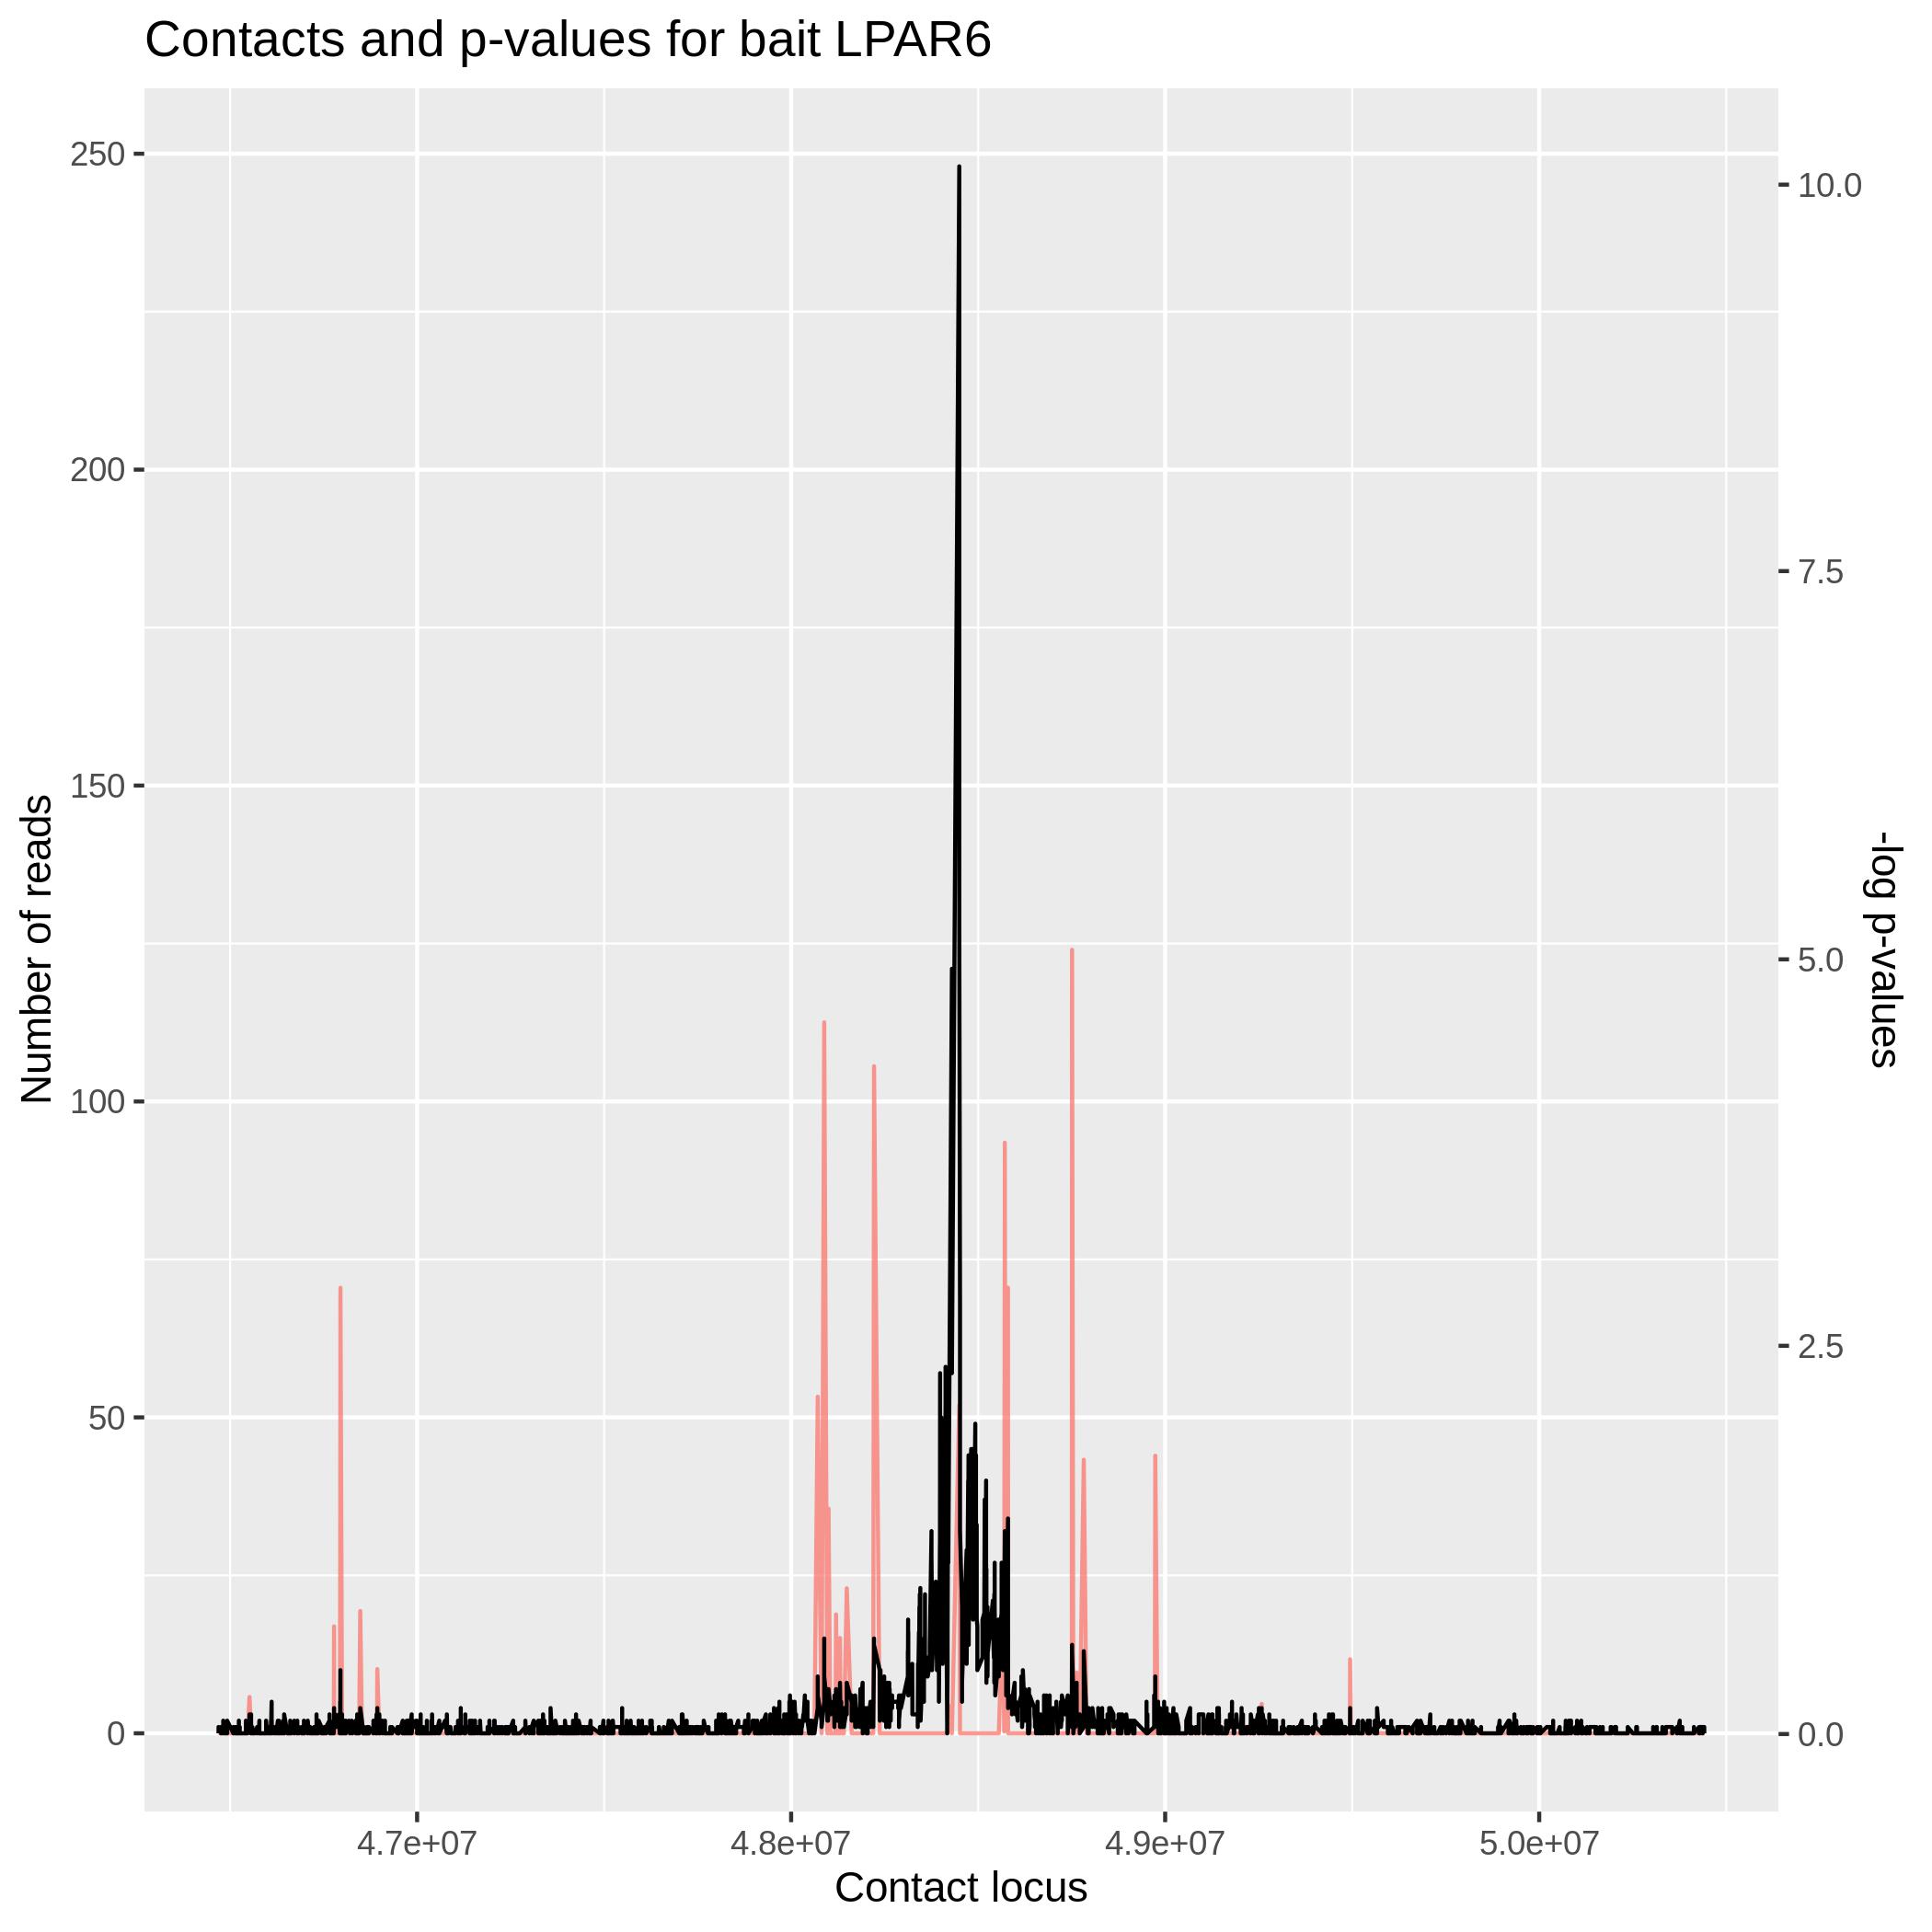 Contacts and p-values for bait LPAR6
250
200
150
100
50
0
Number of reads
10.0
7.5
5.0
2.5
0.0
-log p-values
4.7e+07
4.8e+07
4.9e+07
5.0e+07
Contact locus